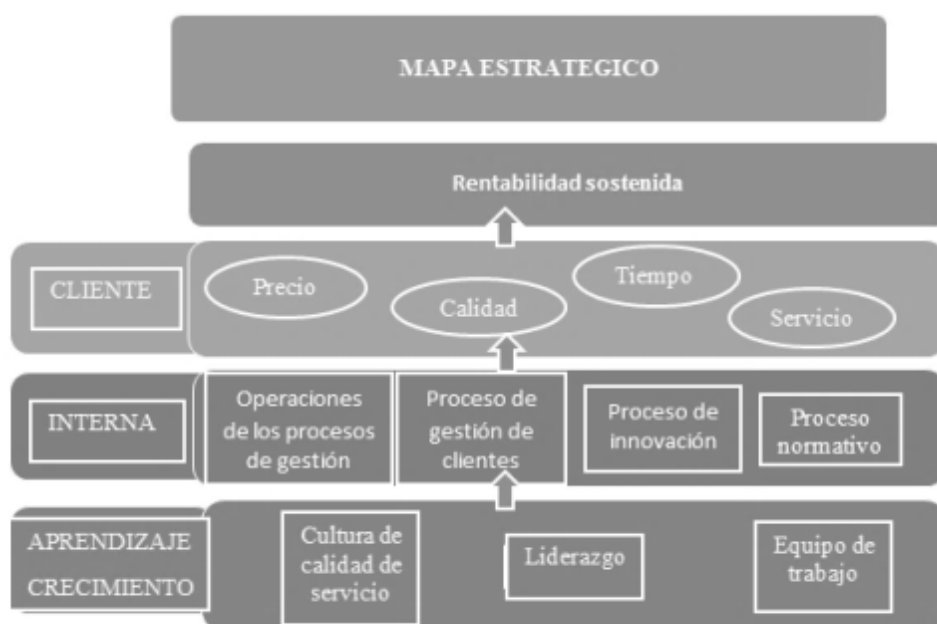 MAPA ESTRATEGICO
Rentabilidad sostenida
CLIENTE
Precio
Calidad
Tiempo
Servicio
INTERNA
Operaciones
de los procesos
de gestión
Proceso de
gestión de
clientes
Proceso de
innovación
Proceso
normativo
APRENDIZAJE
CRECIMIENTO
Cultura de
calidad de
servicio
Liderazgo
Equipo de
trabajo